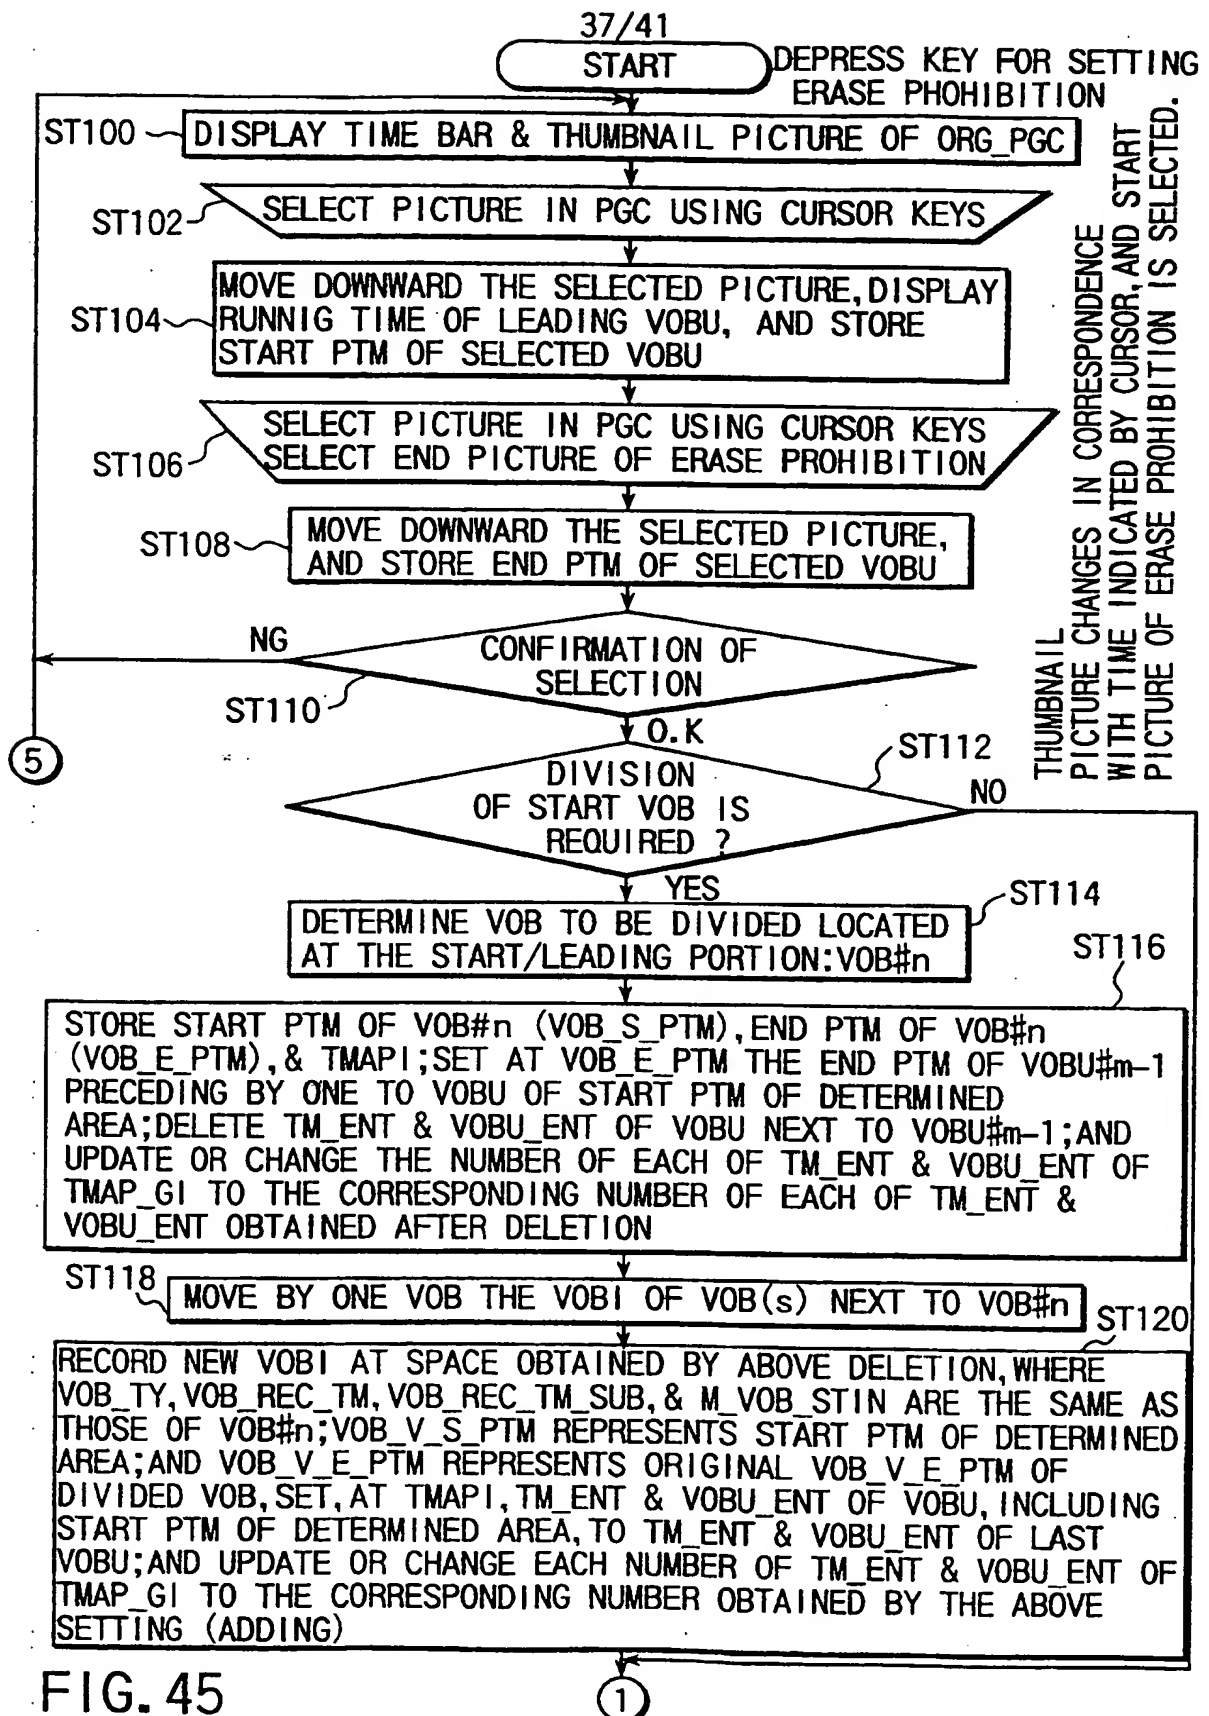 37/41
START
DEPRESS KEY FOR SETTING
ERASE PHOHIBITION
ST100
DISPLAY TIME BAR & THUMBNAIL PICTURE OF ORG_PGC
ST102
SELECT PICTURE IN PGC USING CURSOR KEYS
ST104
MOVE DOWNWARD THE SELECTED PICTURE, DISPLAY
RUNNIG TIME OF LEADING VOBU, AND STORE
START PTM OF SELECTED VOBU
ST106
SELECT PICTURE IN PGC USING CURSOR KEYS
SELECT END PICTURE OF ERASE PROHIBITION
ST108
MOVE DOWNWARD THE SELECTED PICTURE,
AND STORE END PTM OF SELECTED VOBU
THUMBNAIL
PICTURE CHANGES IN CORRESPONDENCE
WITH TIME INDICATED BY CURSOR, AND START
PICTURE OF ERASE PROHIBITION IS SELECTED.
NG
CONFIRMATION OF
SELECTION
ST110
O.K
5
ST112
DIVISION
OF START VOB IS
REQUIRED ?
NO
YES
ST114
DETERMINE VOB TO BE DIVIDED LOCATED
AT THE START/LEADING PORTION:VOB#n
ST116
STORE START PTM OF VOB#n (VOB_S_PTM), END PTM OF VOB#n
(VOB_E_PTM), & TMAPI;SET AT VOB_E_PTM THE END PTM OF VOBU#m-1
PRECEDING BY ONE TO VOBU OF START PTM OF DETERMINED
AREA;DELETE TM_ENT & VOBU_ENT OF VOBU NEXT TO VOBU#m-1;AND
UPDATE OR CHANGE THE NUMBER OF EACH OF TM_ENT & VOBU_ENT OF
TMAP_GI TO THE CORRESPONDING NUMBER OF EACH OF TM_ENT &
VOBU_ENT OBTAINED AFTER DELETION
ST118
MOVE BY ONE VOB THE VOBI OF VOB(s) NEXT TO VOB#n
ST120
RECORD NEW VOBI AT SPACE OBTAINED BY ABOVE DELETION, WHERE
VOB_TY, VOB_REC_TM, VOB_REC_TM_SUB, & M_VOB_STIN ARE THE SAME AS
THOSE OF VOB#n;VOB_V_S_PTM REPRESENTS START PTM OF DETERMINED
AREA;AND VOB_V_E_PTM REPRESENTS ORIGINAL VOB_V_E_PTM OF
DIVIDED VOB, SET, AT TMAPI, TM_ENT & VOBU_ENT OF VOBU, INCLUDING
START PTM OF DETERMINED AREA, TO TM_ENT & VOBU_ENT OF LAST
VOBU;AND UPDATE OR CHANGE EACH NUMBER OF TM_ENT & VOBU_ENT OF
TMAP_GI TO THE CORRESPONDING NUMBER OBTAINED BY THE ABOVE
SETTING (ADDING)
1
FIG. 45